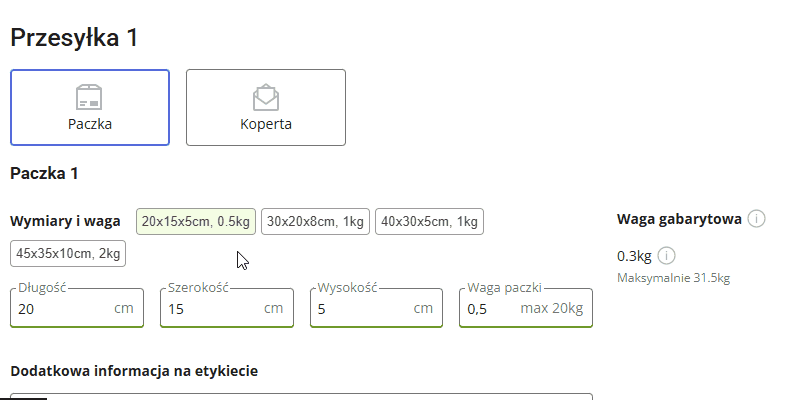 Przesyłka 1
Paczka
Koperta
Paczka 1
Wymiary i waga
20x15x5cm, 0.5kg
30x20x8cm, 1kg
40x30x5cm, 1kg
45x35x10cm, 2kg
Waga gabarytowa
0.3kg
Maksymalnie 31.5kg
Długość
20 cm
Szerokość
15 cm
Wysokość
5 cm
Waga paczki
0,5 max 20kg
Dodatkowa informacja na etykiecie